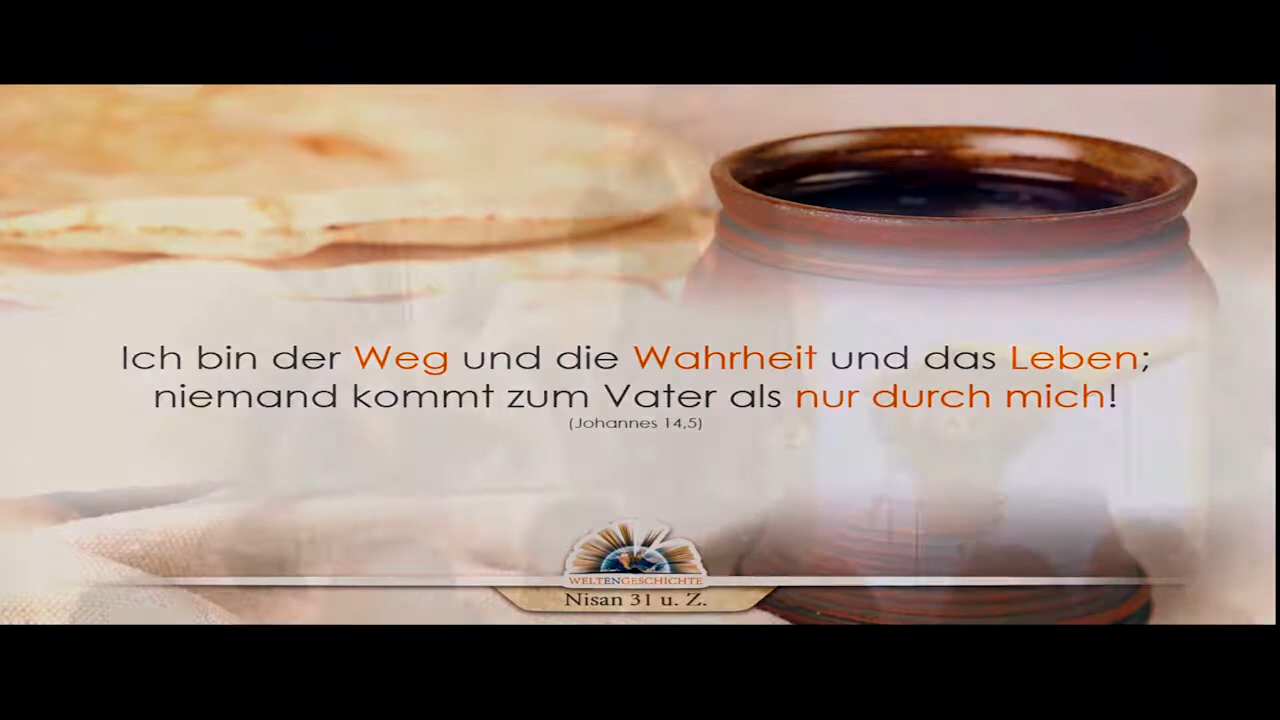 Ich bin der Weg und die Wahrheit und das Leben;
niemand kommt zum Vater als nur durch mich!
(Johannes 14,5)
WELTENGESCHICHTE
Nisan 31 u. Z.